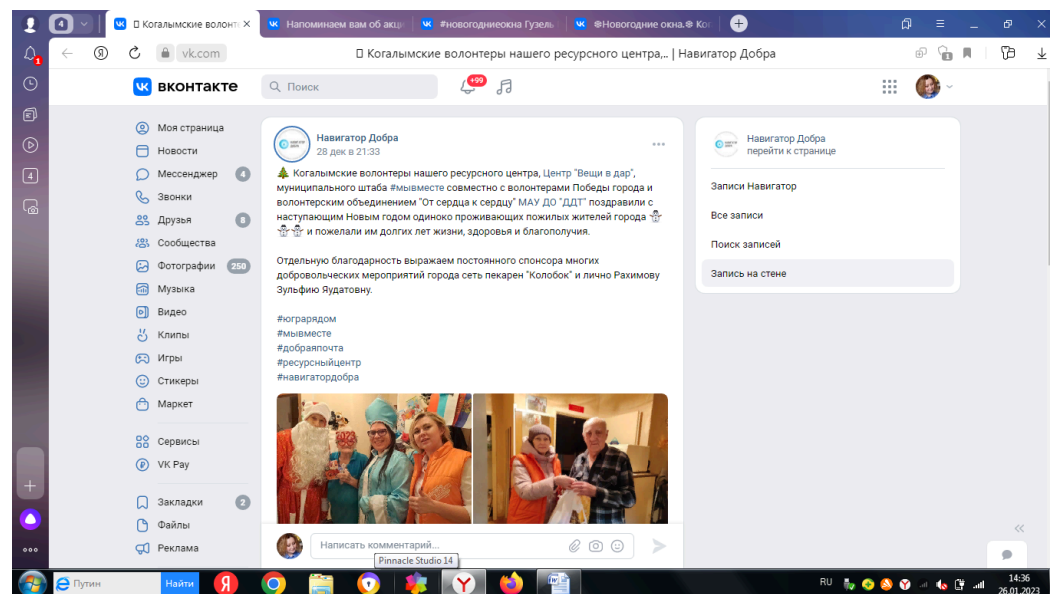 4
Когалымские волонте
Напоминаем вам об акци
#новогодниеокна Гузель
❄Новогодние окна.❄ Ког
1
vk.com
Когалымские волонтеры нашего ресурсного центра,.. | Навигатор Добра
вконтакте
Поиск
+99
Моя страница
Новости
Мессенджер 4
Звонки
Друзья 8
Сообщества
Фотографии 250
Музыка
Видео
Клипы
Игры
Стикеры
Маркет
Сервисы
VK Pay
Закладки 2
Файлы
Реклама
4
Навигатор Добра
28 дек в 21:33
🎄 Когалымские волонтеры нашего ресурсного центра, Центр "Вещи в дар",
муниципального штаба #мывместе совместно с волонтерами Победы города и
волонтерским объединением "От сердца к сердцу" МАУ ДО "ДДТ" поздравили с
наступающим Новым годом одиноко проживающих пожилых жителей города ☃
☃☃ и пожелали им долгих лет жизни, здоровья и благополучия.
Отдельную благодарность выражаем постоянного спонсора многих
добровольческих мероприятий города сеть пекарен "Колобок" и лично Рахимову
Зульфию Яудатовну.
#юграрядом
#мывместе
#добраяпочта
#ресурсныйцентр
#навигатордобра
Написать комментарий...
Pinnacle Studio 14
Навигатор Добра
перейти к странице
Записи Навигатор
Все записи
Поиск записей
Запись на стене
Путин
Найти
RU
14:36
26.01.2023